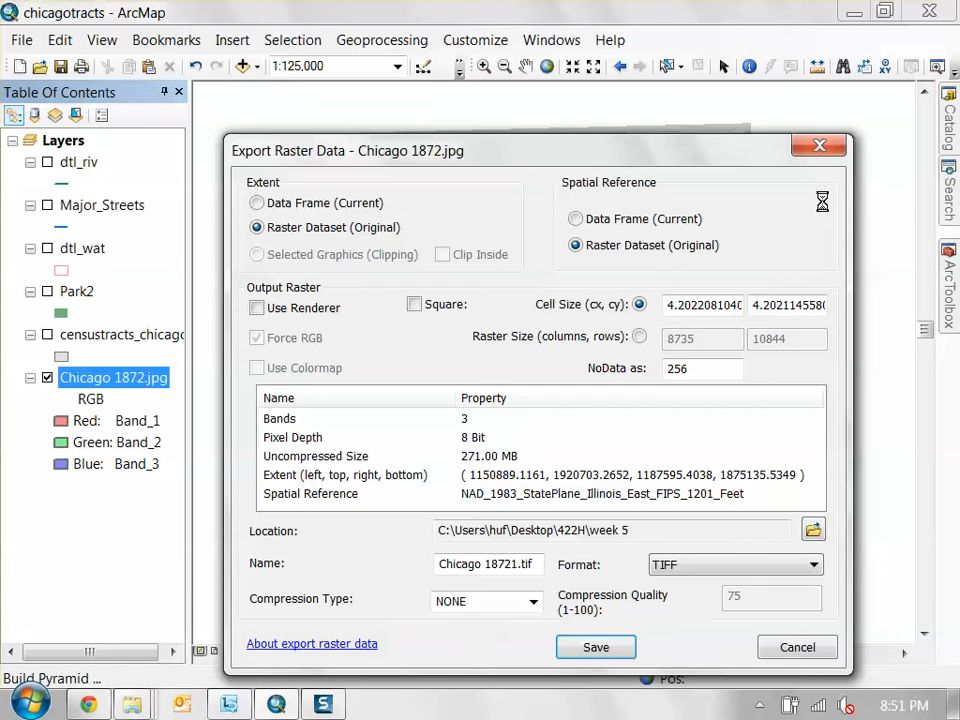 chicagotracts - ArcMap
File Edit View Bookmarks Insert Selection Geoprocessing Customize Windows Help
1:125,000
Table Of Contents
Layers
dtl_riv
Major_Streets
dtl_wat
Park2
censustracts_chicago
Chicago 1872.jpg
RGB
Red: Band_1
Green: Band_2
Blue: Band_3
Build Pyramid ...
Export Raster Data - Chicago 1872.jpg
Extent
Data Frame (Current)
Raster Dataset (Original)
Selected Graphics (Clipping) Clip Inside
Spatial Reference
Data Frame (Current)
Raster Dataset (Original)
Output Raster
Use Renderer Square: Cell Size (cx, cy): 4.2022081040 4.2021145580
Force RGB Raster Size (columns, rows): 8735 10844
Use Colormap NoData as: 256
Name Property
Bands 3
Pixel Depth 8 Bit
Uncompressed Size 271.00 MB
Extent (left, top, right, bottom) ( 1150889.1161, 1920703.2652, 1187595.4038, 1875135.5349 )
Spatial Reference NAD_1983_StatePlane_Illinois_East_FIPS_1201_Feet
Location: C:\Users\huf\Desktop\422H\week 5
Name: Chicago 18721.tif Format: TIFF
Compression Type: NONE Compression Quality (1-100): 75
About export raster data Save Cancel
Pos:
Catalog
Search
ArcToolbox
8:51 PM